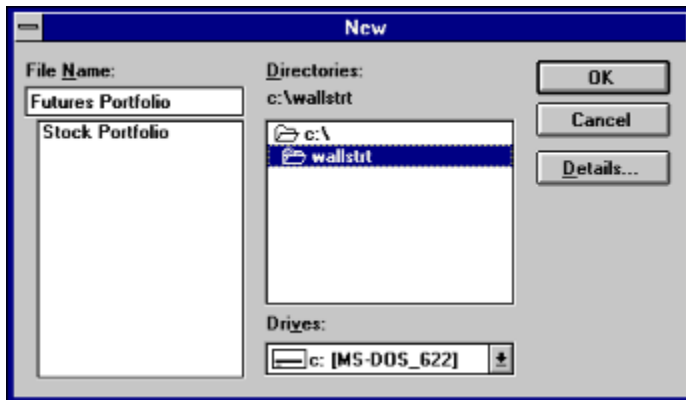 New
File Name:
Futures Portfolio
Stock Portfolio
Directories:
c:\wallstrt
c:\
wallstrt
Drives:
c: [MS-DOS_622]
OK
Cancel
Details...